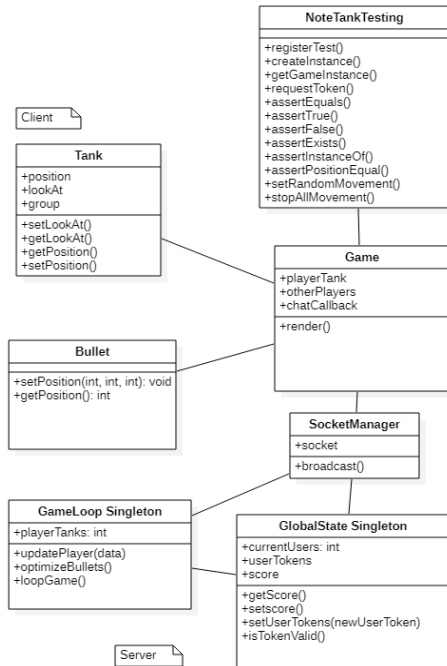 NoteTankTesting
+registerTest()
+createInstance()
+getGameInstance()
+requestToken()
+assertEquals()
+assertTrue()
+assertFalse()
+assertExists()
+assertInstanceOf()
+assertPositionEqual()
+setRandomMovement()
+stopAllMovement()
Client
Tank
+position
+lookAt
+group
+setLookAt()
+getLookAt()
+getPosition()
+setPosition()
Game
+playerTank
+otherPlayers
+chatCallback
+render()
Bullet
+setPosition(int, int, int): void
+getPosition(): int
SocketManager
+socket
+broadcast()
GameLoop Singleton
+playerTanks: int
+updatePlayer(data)
+optimizeBullets()
+loopGame()
GlobalState Singleton
+currentUsers: int
+userTokens
+score
+getScore()
+setscore()
+setUserTokens(newUserToken)
+isTokenValid()
Server